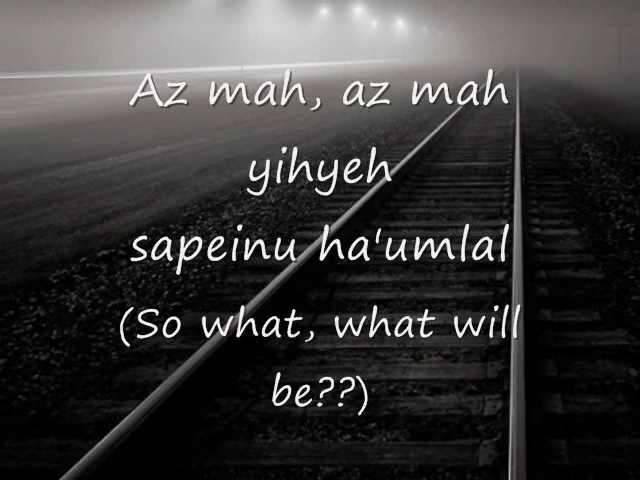 Az mah, az mah
yihyeh
sapeinu ha'umlal
(So what, what will
be??)